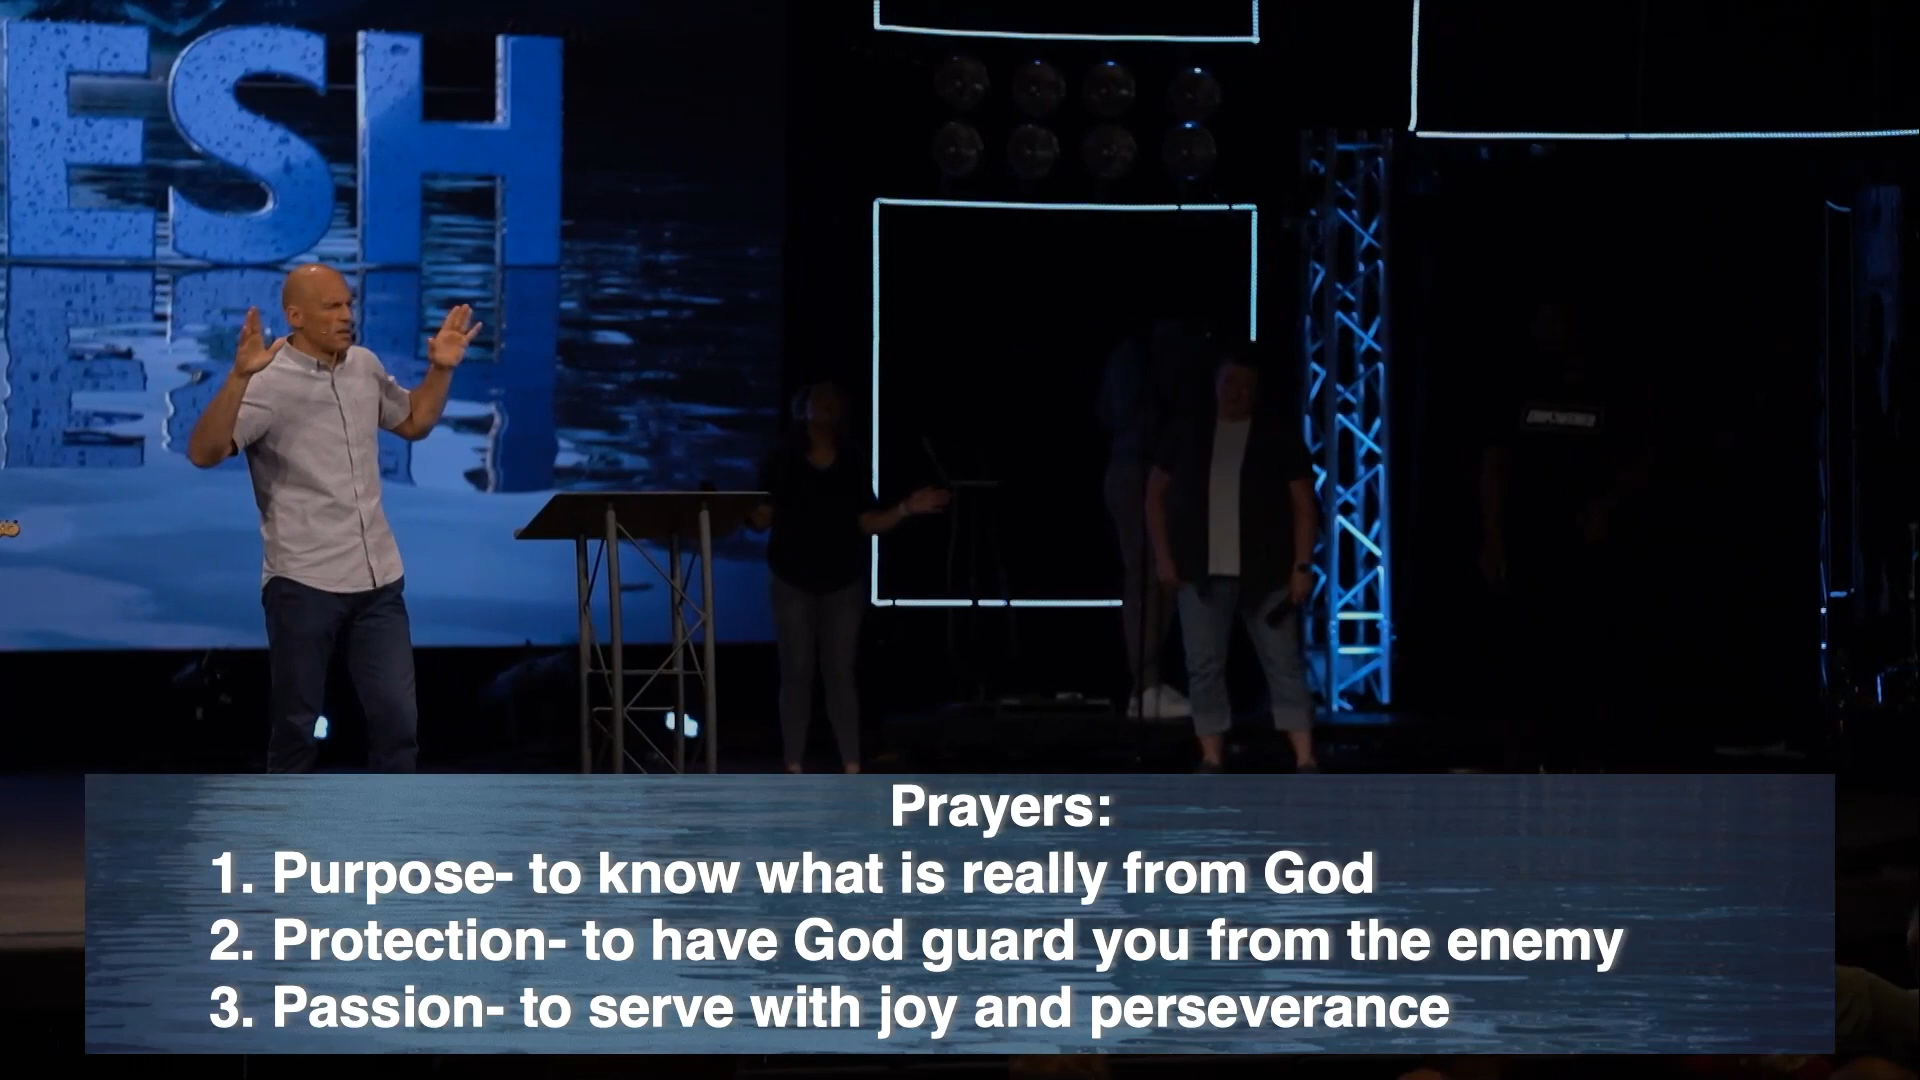 ESH
Prayers:
1. Purpose- to know what is really from God
2. Protection- to have God guard you from the enemy
3. Passion- to serve with joy and perseverance